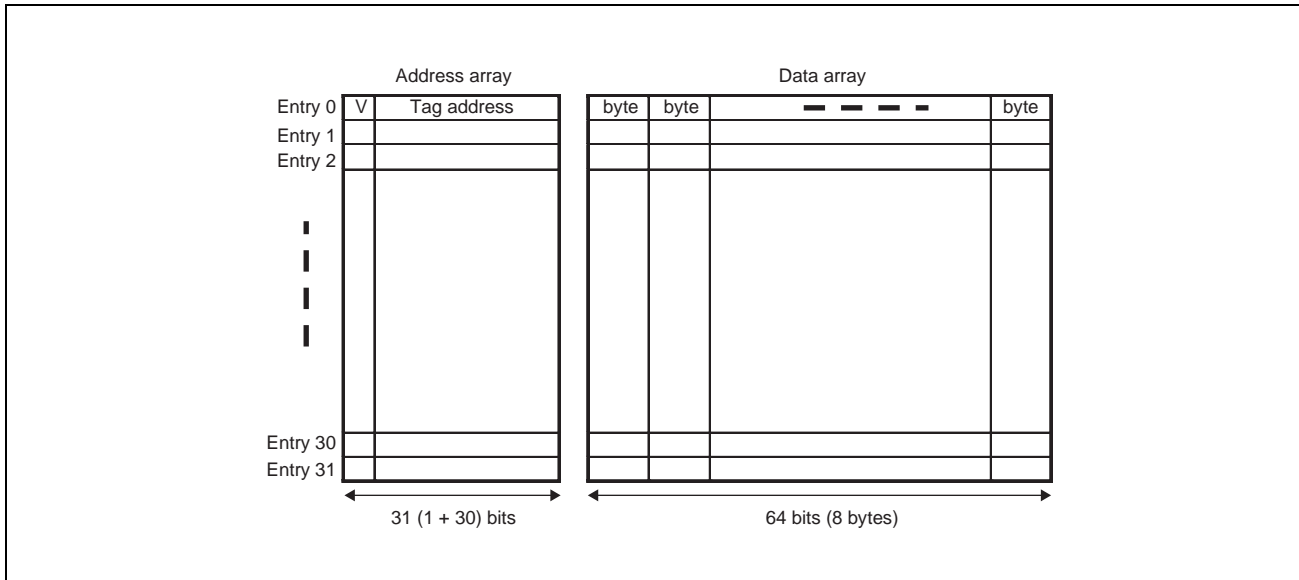 Address array Data array
Entry 0 V Tag address byte byte byte
Entry 1
Entry 2
Entry 30
Entry 31
31 (1 + 30) bits 64 bits (8 bytes)